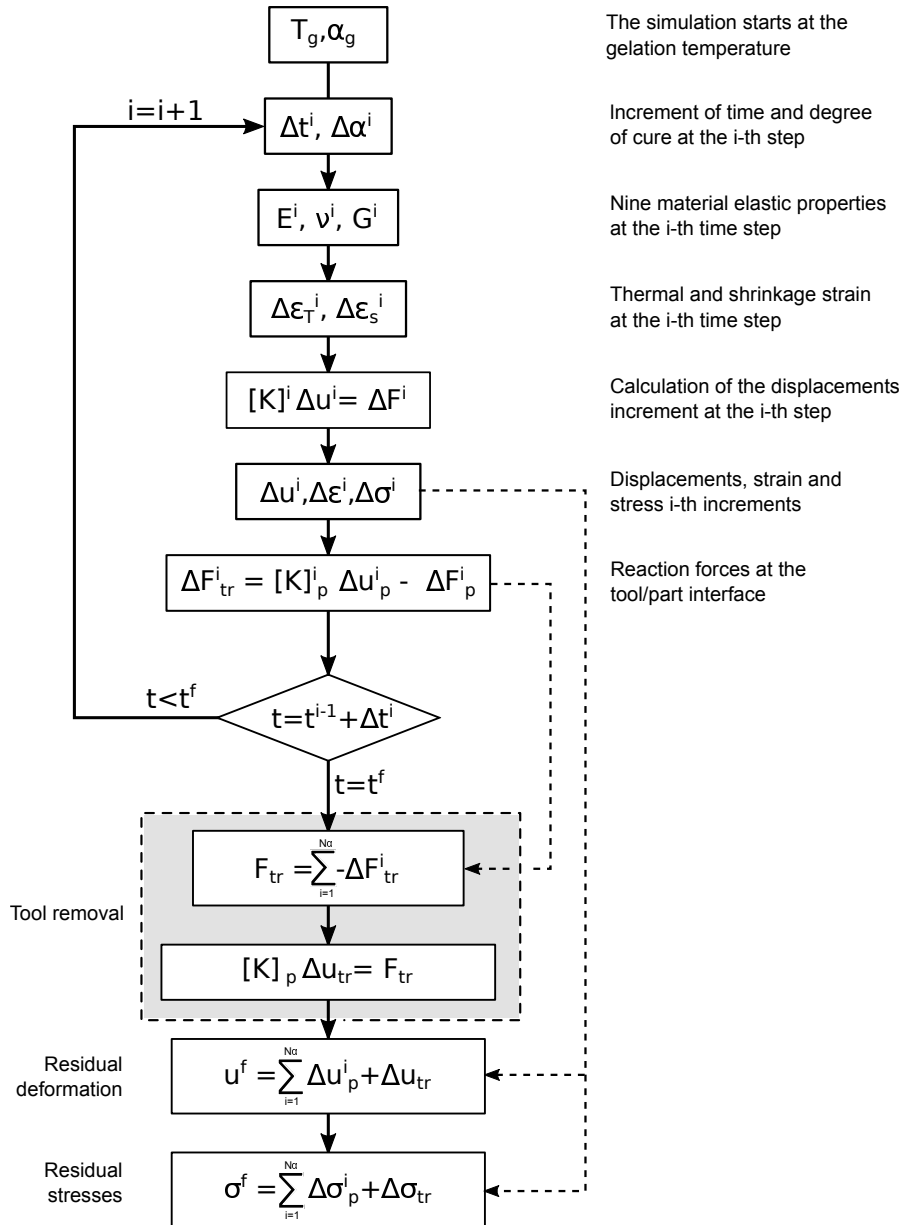 T_g,α_g
The simulation starts at the
gelation temperature
i=i+1
Δt^i, Δα^i
Increment of time and degree
of cure at the i-th step
E^i, ν^i, G^i
Nine material elastic properties
at the i-th time step
Δε_T^i, Δε_s^i
Thermal and shrinkage strain
at the i-th time step
[K]^i Δu^i= ΔF^i
Calculation of the displacements
increment at the i-th step
Δu^i,Δε^i,Δσ^i
Displacements, strain and
stress i-th increments
ΔF^i_tr = [K]^i_p Δu^i_p - ΔF^i_p
Reaction forces at the
tool/part interface
t<t^f
t=t^{i-1}+Δt^i
t=t^f
F_tr =∑_{i=1}^{Nα}-ΔF^i_tr
Tool removal
[K]_p Δu_tr= F_tr
Residual
deformation
u^f =∑_{i=1}^{Nα} Δu^i_p+Δu_tr
Residual
stresses
σ^f =∑_{i=1}^{Nα} Δσ^i_p+Δσ_tr